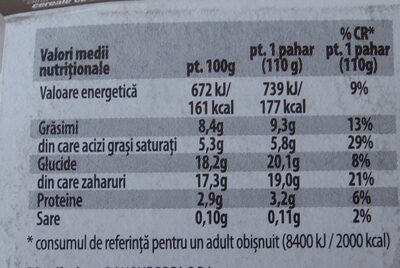 Valori medii nutriționale pt. 100g pt. 1 pahar (110 g) % CR* pt. 1 pahar (110g)
Valoare energetică 672 kJ/ 161 kcal 739 kJ/ 177 kcal 9%
Grăsimi 8,4g 9,3g 13%
din care acizi grași saturați 5,3g 5,8g 29%
Glucide 18,2g 20,1g 8%
din care zaharuri 17,3g 19,0g 21%
Proteine 2,9g 3,2g 6%
Sare 0,10g 0,11g 2%
* consumul de referință pentru un adult obișnuit (8400 kJ / 2000 kcal)